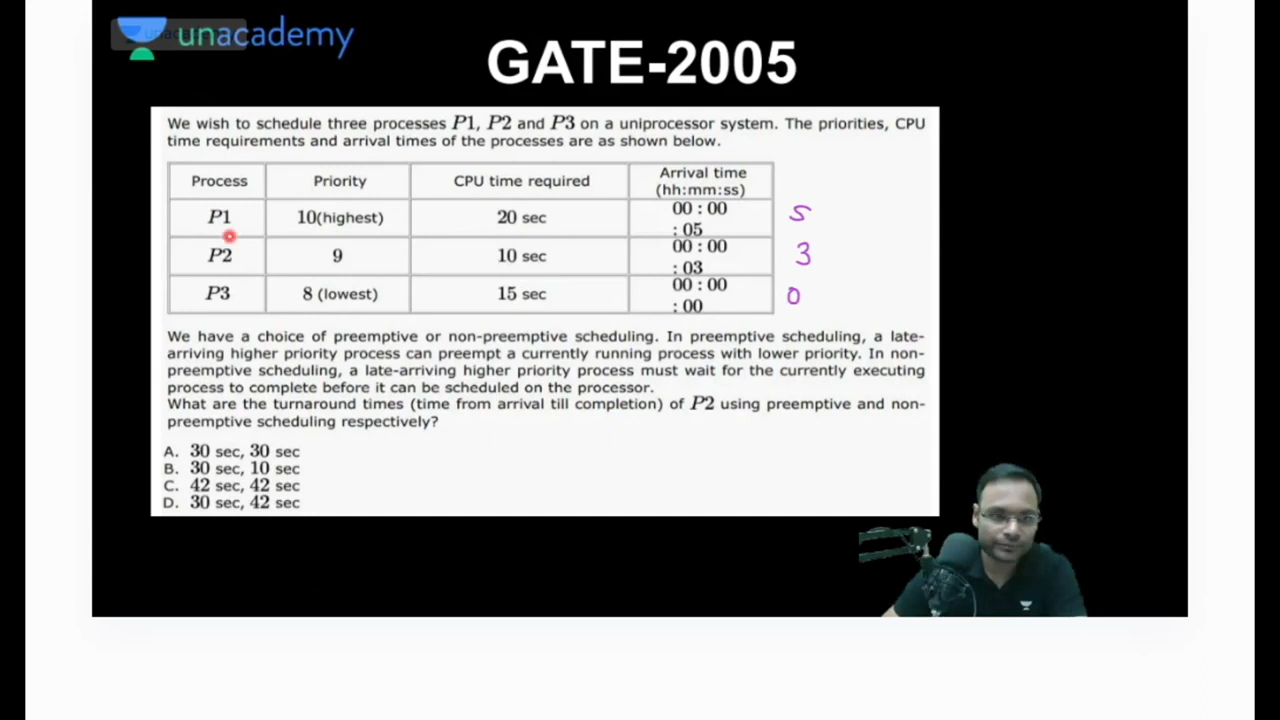 unacademy
GATE-2005
We wish to schedule three processes P1, P2 and P3 on a uniprocessor system. The priorities, CPU
time requirements and arrival times of the processes are as shown below.
Process Priority CPU time required Arrival time (hh:mm:ss)
P1 10(highest) 20 sec 00 : 00 : 05 5
P2 9 10 sec 00 : 00 : 03 3
P3 8 (lowest) 15 sec 00 : 00 : 00 0
We have a choice of preemptive or non-preemptive scheduling. In preemptive scheduling, a late-
arriving higher priority process can preempt a currently running process with lower priority. In non-
preemptive scheduling, a late-arriving higher priority process must wait for the currently executing
process to complete before it can be scheduled on the processor.
What are the turnaround times (time from arrival till completion) of P2 using preemptive and non-
preemptive scheduling respectively?
A. 30 sec, 30 sec
B. 30 sec, 10 sec
C. 42 sec, 42 sec
D. 30 sec, 42 sec